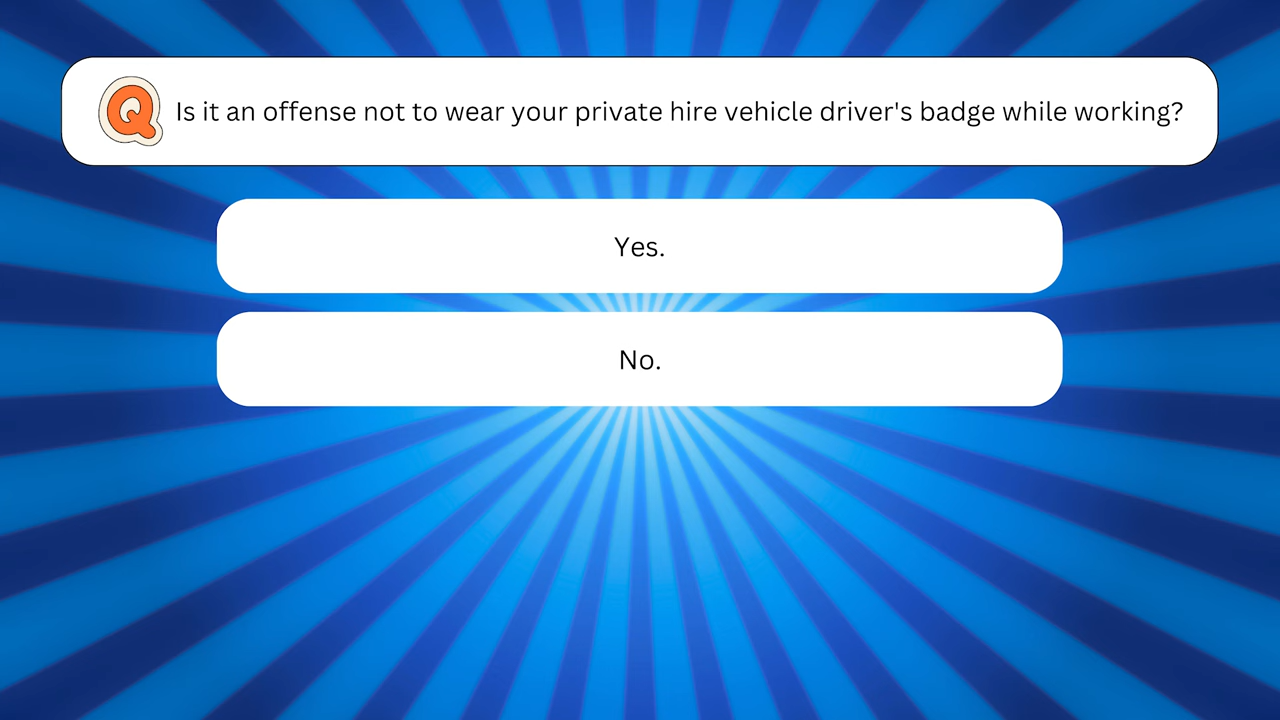 Q Is it an offense not to wear your private hire vehicle driver's badge while working?
Yes.
No.